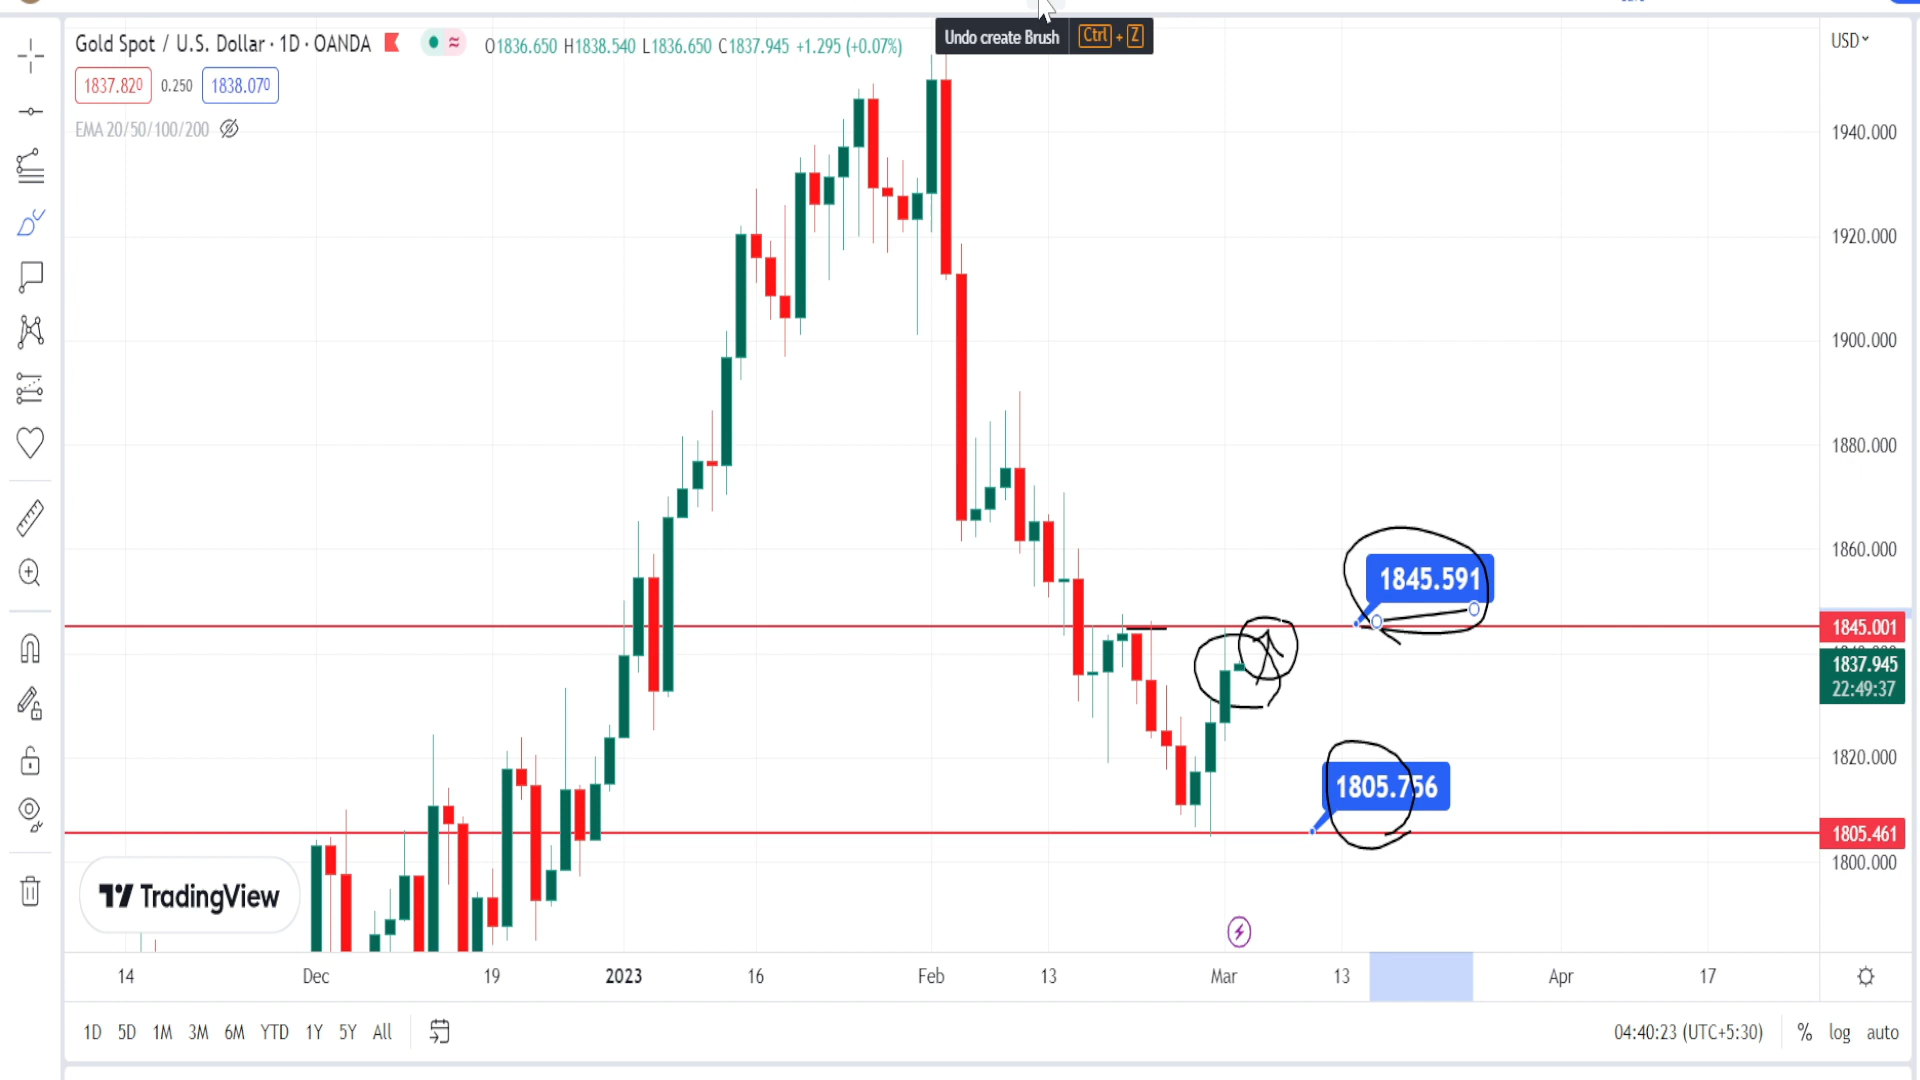 Undo create Brush Ctrl + Z
Gold Spot / U.S. Dollar · 1D · OANDA O1836.650 H1838.540 L1836.650 C1837.945 +1.295 (+0.07%)
USD
1837.820 0.250 1838.070
EMA 20/50/100/200
1940.000
1920.000
1900.000
1880.000
1860.000
1845.591
1845.001
1837.945
22:49:37
1820.000
1805.756
1805.461
1800.000
TradingView
14 Dec 19 2023 16 Feb 13 Mar 13 Apr 17
1D 5D 1M 3M 6M YTD 1Y 5Y All 04:40:23 (UTC+5:30) % log auto